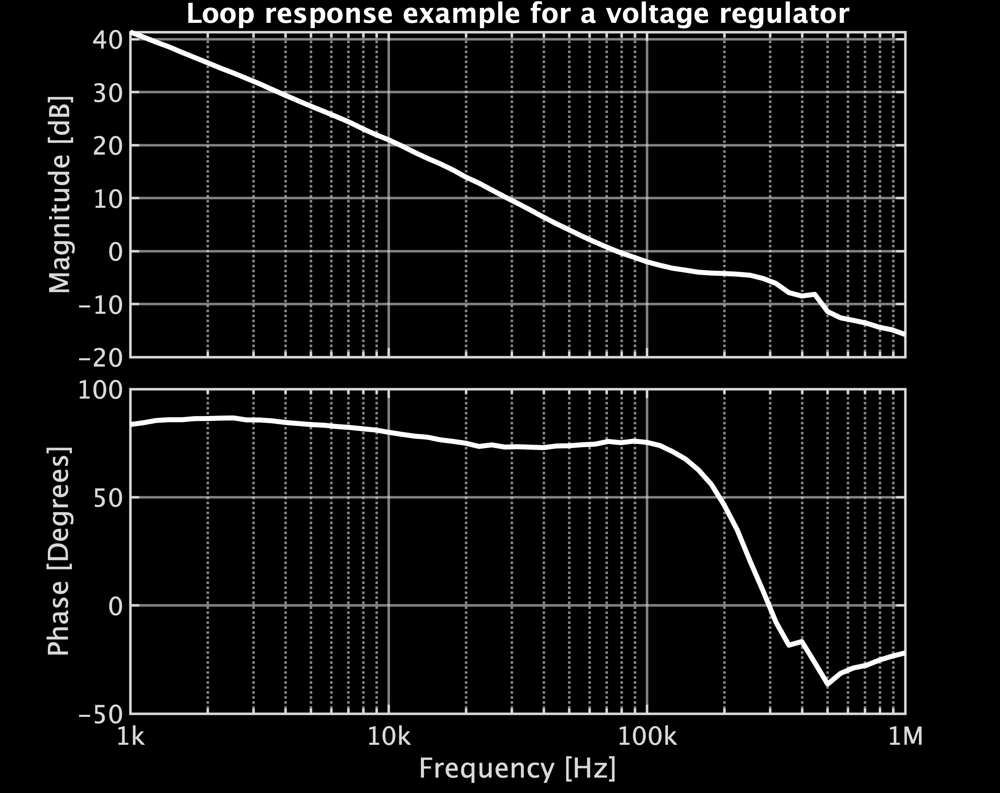 Loop response example for a voltage regulator
40
30
20
10
0
−10
−20
Magnitude [dB]
100
50
0
−50
Phase [Degrees]
1k 10k 100k 1M
Frequency [Hz]